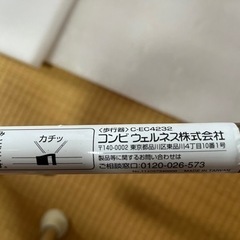 カチッ
〈歩行器〉C-EC4232
コンビウェルネス株式会社
〒140-0002 東京都品川区東品川4丁目10番1号
製品等に関するお問い合わせ
ご相談窓口:0120-026-573